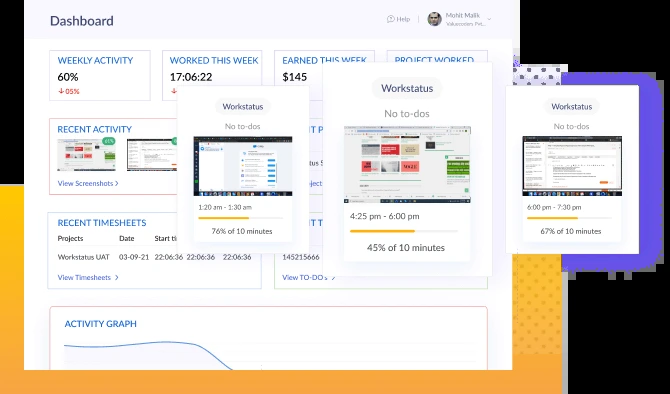 Dashboard
Help
Mohit Malik
Valuecoders Pvt...
WEEKLY ACTIVITY
60%
05%
WORKED THIS WEEK
17:06:22
EARNED THIS WEEK
$145
PROJECT WORKED
RECENT ACTIVITY
61%
View Screenshots
Workstatus
No to-dos
1:20 am - 1:30 am
76% of 10 minutes
Workstatus
No to-dos
4:25 pm - 6:00 pm
45% of 10 minutes
Workstatus
No to-dos
6:00 pm - 7:30 pm
67% of 10 minutes
RECENT TIMESHEETS
Projects
Date
Start ti
Workstatus UAT
03-09-21
22:06:36
22:06:36
22:06:36
View Timesheets
145215666
View TO-DO's
ACTIVITY GRAPH